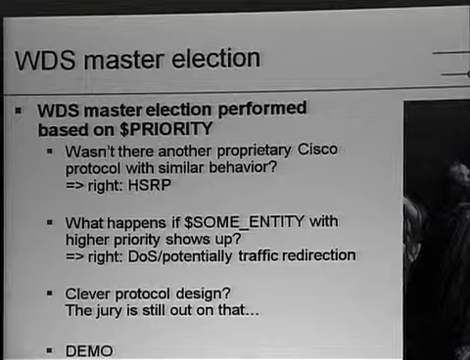 WDS master election
WDS master election performed
based on $PRIORITY
Wasn't there another proprietary Cisco
protocol with similar behavior?
=> right: HSRP
What happens if $SOME_ENTITY with
higher priority shows up?
=> right: DoS/potentially traffic redirection
Clever protocol design?
The jury is still out on that…
DEMO